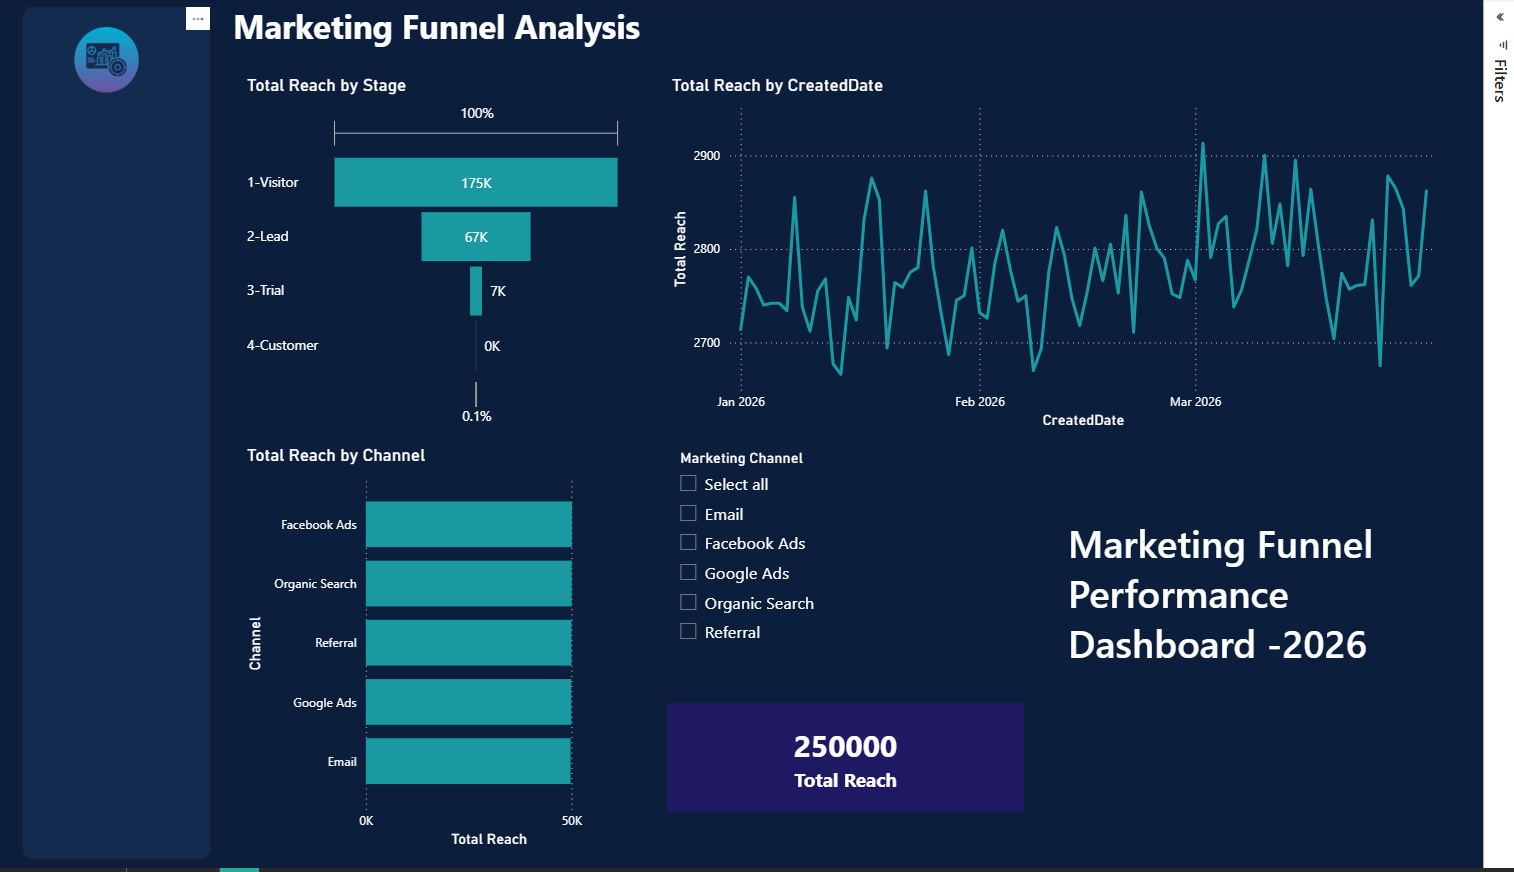 Marketing Funnel Analysis
Total Reach by Stage
100%
1-Visitor
175K
2-Lead
67K
3-Trial
7K
4-Customer
0K
0.1%
Total Reach by CreatedDate
Total Reach
2900
2800
2700
Jan 2026
Feb 2026
Mar 2026
CreatedDate
Total Reach by Channel
Channel
Facebook Ads
Organic Search
Referral
Google Ads
Email
0K
50K
Total Reach
Marketing Channel
Select all
Email
Facebook Ads
Google Ads
Organic Search
Referral
250000
Total Reach
Marketing Funnel
Performance
Dashboard -2026
Filters